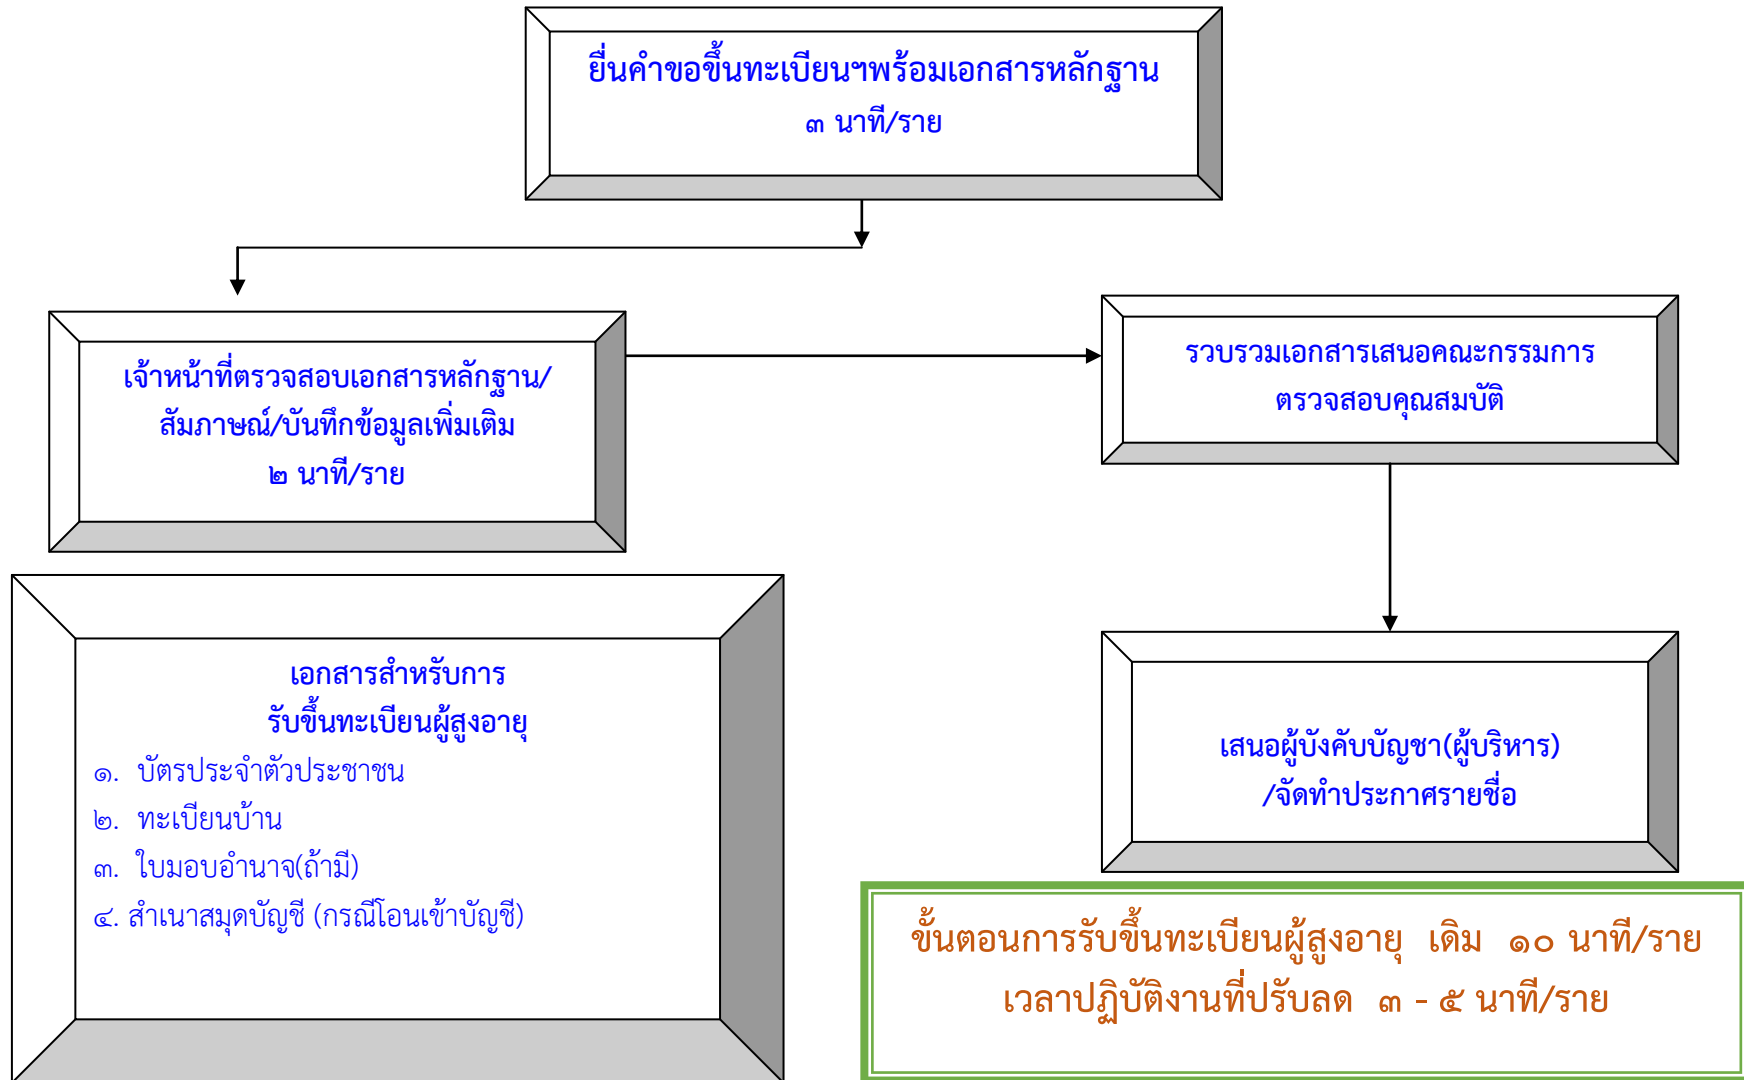 ยื่นคำขอขึ้นทะเบียนฯพร้อมเอกสารหลักฐาน
๓ นาที/ราย
เจ้าหน้าที่ตรวจสอบเอกสารหลักฐาน/
สัมภาษณ์/บันทึกข้อมูลเพิ่มเติม
๒ นาที/ราย
รวบรวมเอกสารเสนอคณะกรรมการ
ตรวจสอบคุณสมบัติ
เอกสารสำหรับการ
รับขึ้นทะเบียนผู้สูงอายุ
๑. บัตรประจำตัวประชาชน
๒. ทะเบียนบ้าน
๓. ใบมอบอำนาจ(ถ้ามี)
๔. สำเนาสมุดบัญชี (กรณีโอนเข้าบัญชี)
เสนอผู้บังคับบัญชา(ผู้บริหาร)
/จัดทำประกาศรายชื่อ
ขั้นตอนการรับขึ้นทะเบียนผู้สูงอายุ เดิม ๑๐ นาที/ราย
เวลาปฏิบัติงานที่ปรับลด ๓ - ๕ นาที/ราย